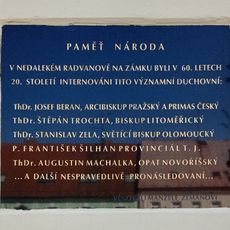 PAMĚŤ NÁRODA
V NEDALEKÉM RADVANOVĚ NA ZÁMKU BYLI V 60. LETECH
20. STOLETÍ INTERNOVÁNI TITO VÝZNAMNÍ DUCHOVNÍ:
ThDr. JOSEF BERAN, ARCIBISKUP PRAŽSKÝ A PRIMAS ČESKÝ
ThDr. ŠTĚPÁN TROCHTA, BISKUP LITOMĚŘICKÝ
ThDr. STANISLAV ZELA, SVĚTÍCÍ BISKUP OLOMOUCKÝ
P. FRANTIŠEK ŠILHAN PROVINCIÁL T. J.
ThDr. AUGUSTIN MACHALKA, OPAT NOVOŘÍŠSKÝ
... A DALŠÍ NESPRAVEDLIVĚ PRONÁSLEDOVANÍ...
MANŽELÉ ZEMANOVI